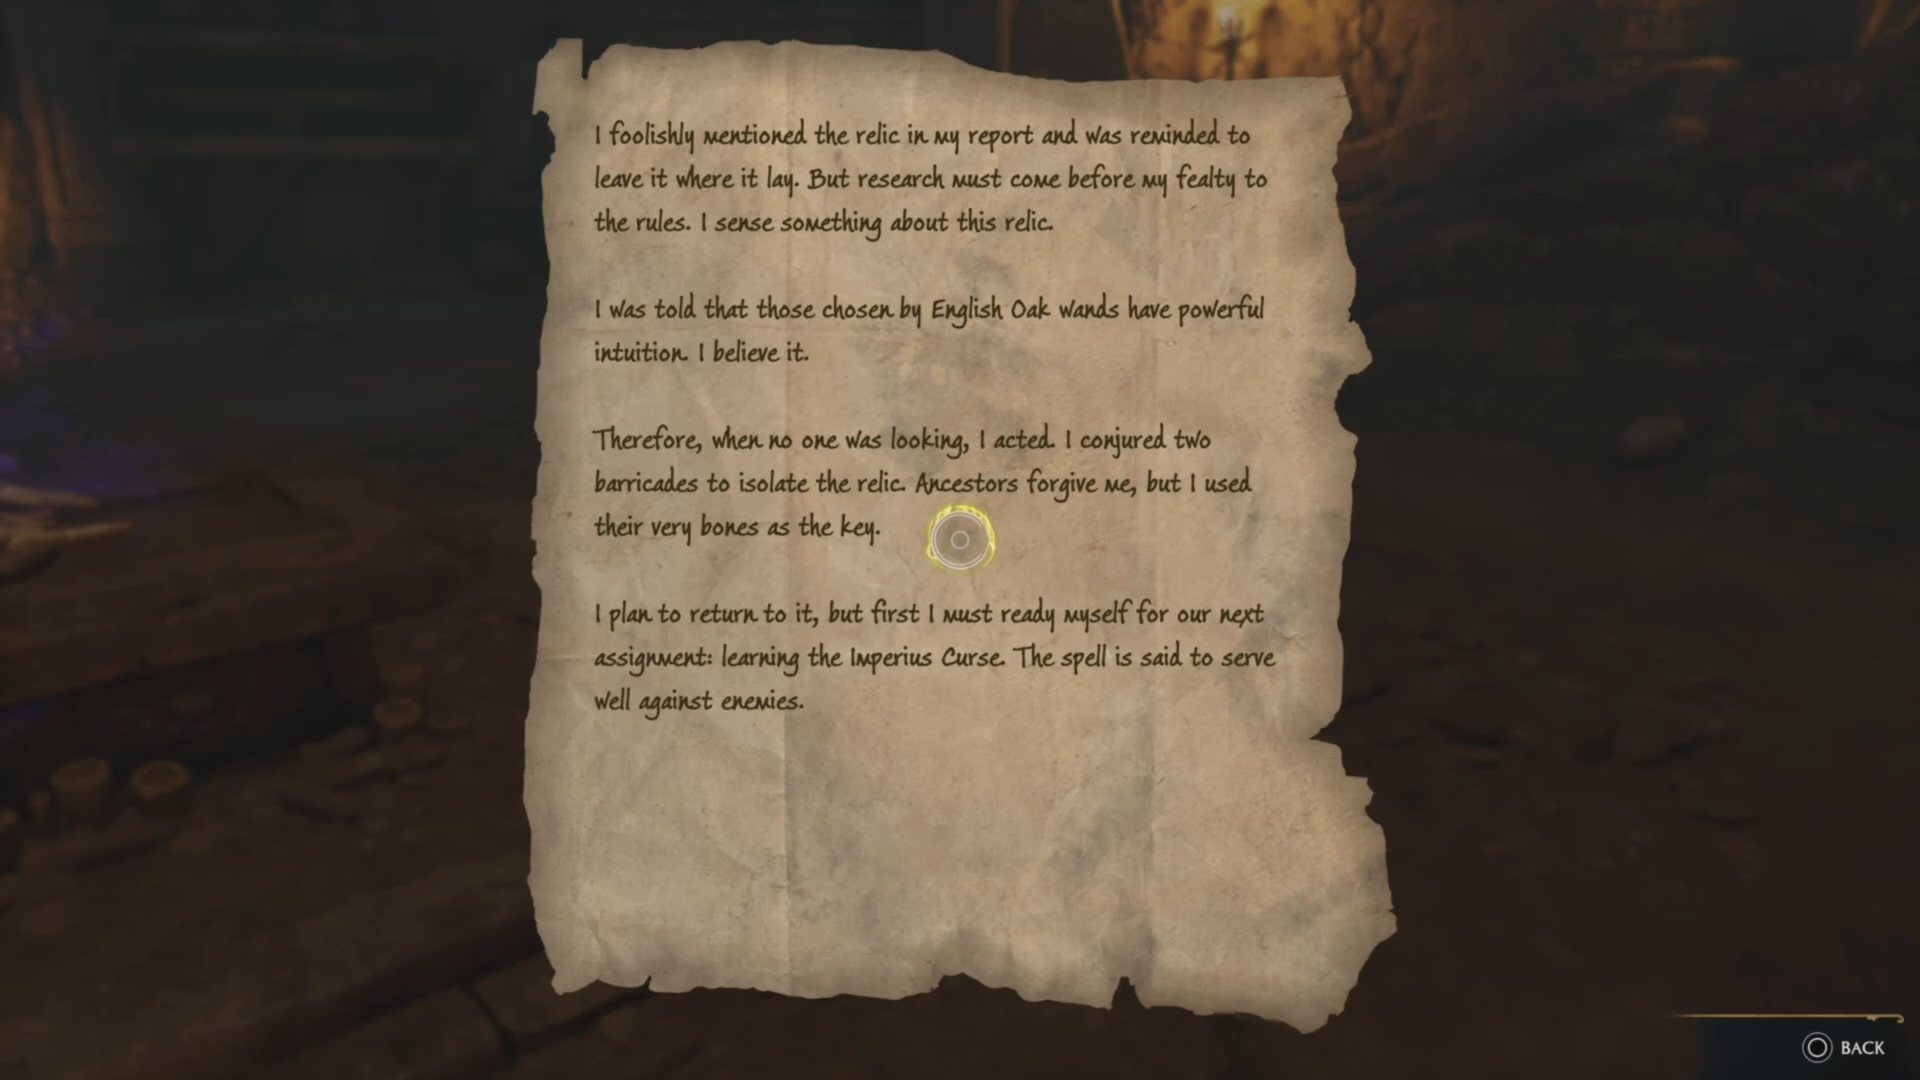 I foolishly mentioned the relic in my report and was reminded to
leave it where it lay. But research must come before my fealty to
the rules. I sense something about this relic.
I was told that those chosen by English Oak wands have powerful
intuition. I believe it.
Therefore, when no one was looking, I acted. I conjured two
barricades to isolate the relic. Ancestors forgive me, but I used
their very bones as the key.
I plan to return to it, but first I must ready myself for our next
assignment: learning the Imperius Curse. The spell is said to serve
well against enemies.
BACK